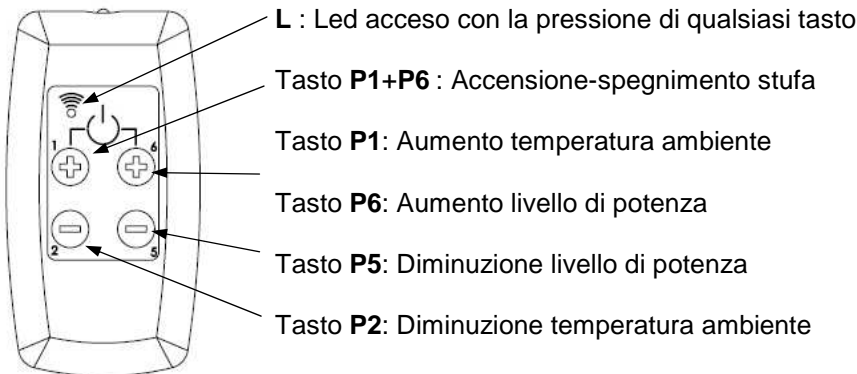 L : Led acceso con la pressione di qualsiasi tasto
Tasto P1+P6 : Accensione-spegnimento stufa
Tasto P1: Aumento temperatura ambiente
Tasto P6: Aumento livello di potenza
Tasto P5: Diminuzione livello di potenza
Tasto P2: Diminuzione temperatura ambiente
1 6
2 5